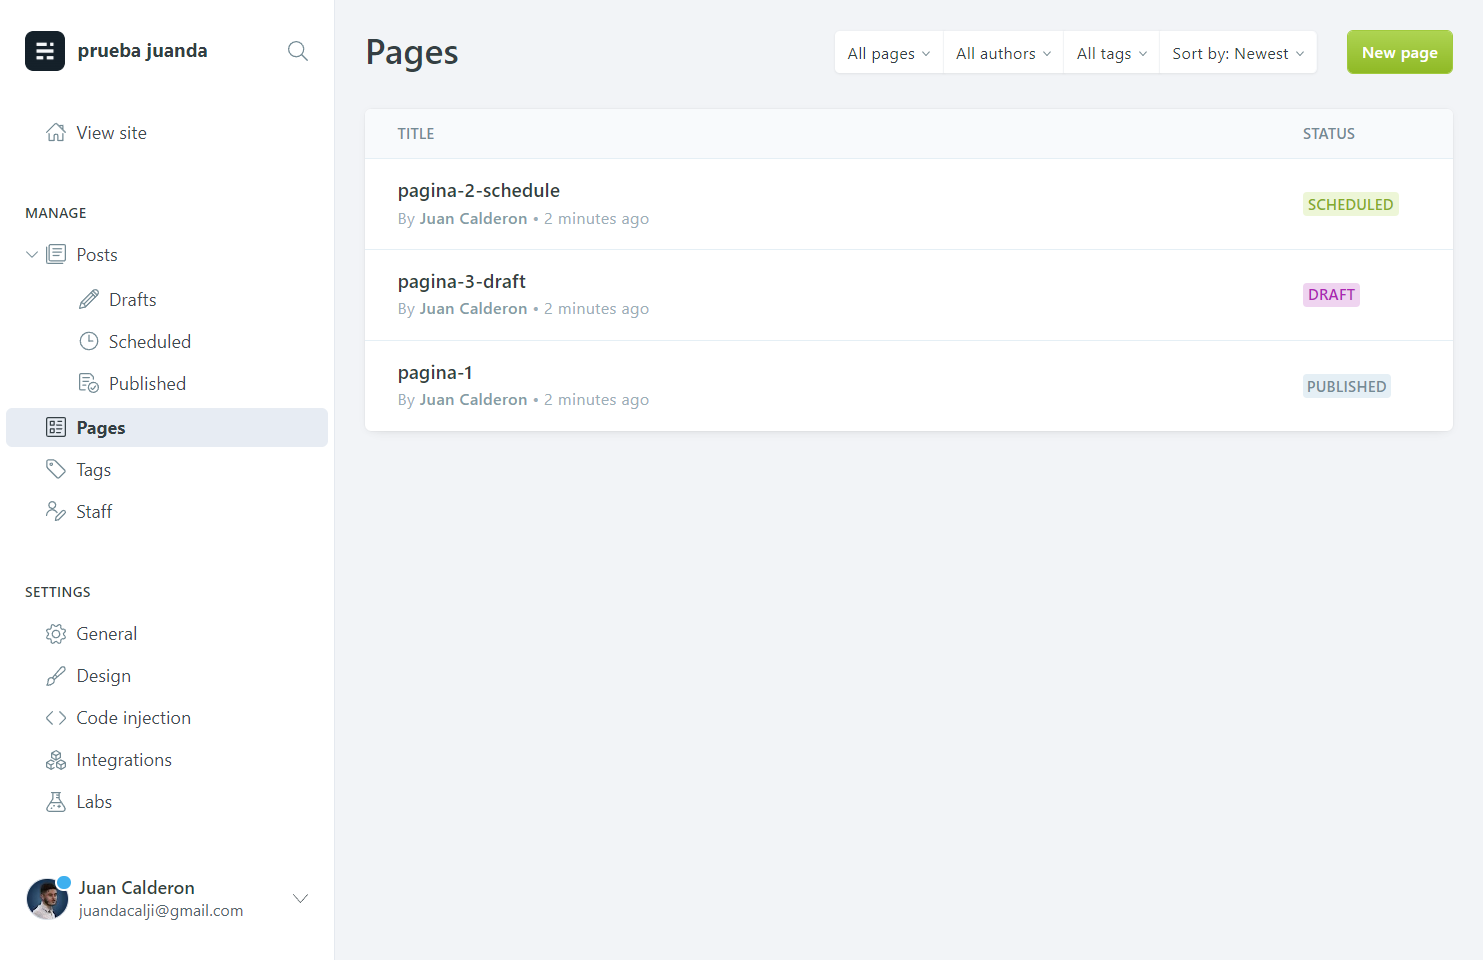 prueba juanda
View site
MANAGE
Posts
Drafts
Scheduled
Published
Pages
Tags
Staff
SETTINGS
General
Design
Code injection
Integrations
Labs
Juan Calderon
juandacalji@gmail.com
Pages
All pages
All authors
All tags
Sort by: Newest
New page
TITLE STATUS
pagina-2-schedule
By Juan Calderon • 2 minutes ago
SCHEDULED
pagina-3-draft
By Juan Calderon • 2 minutes ago
DRAFT
pagina-1
By Juan Calderon • 2 minutes ago
PUBLISHED